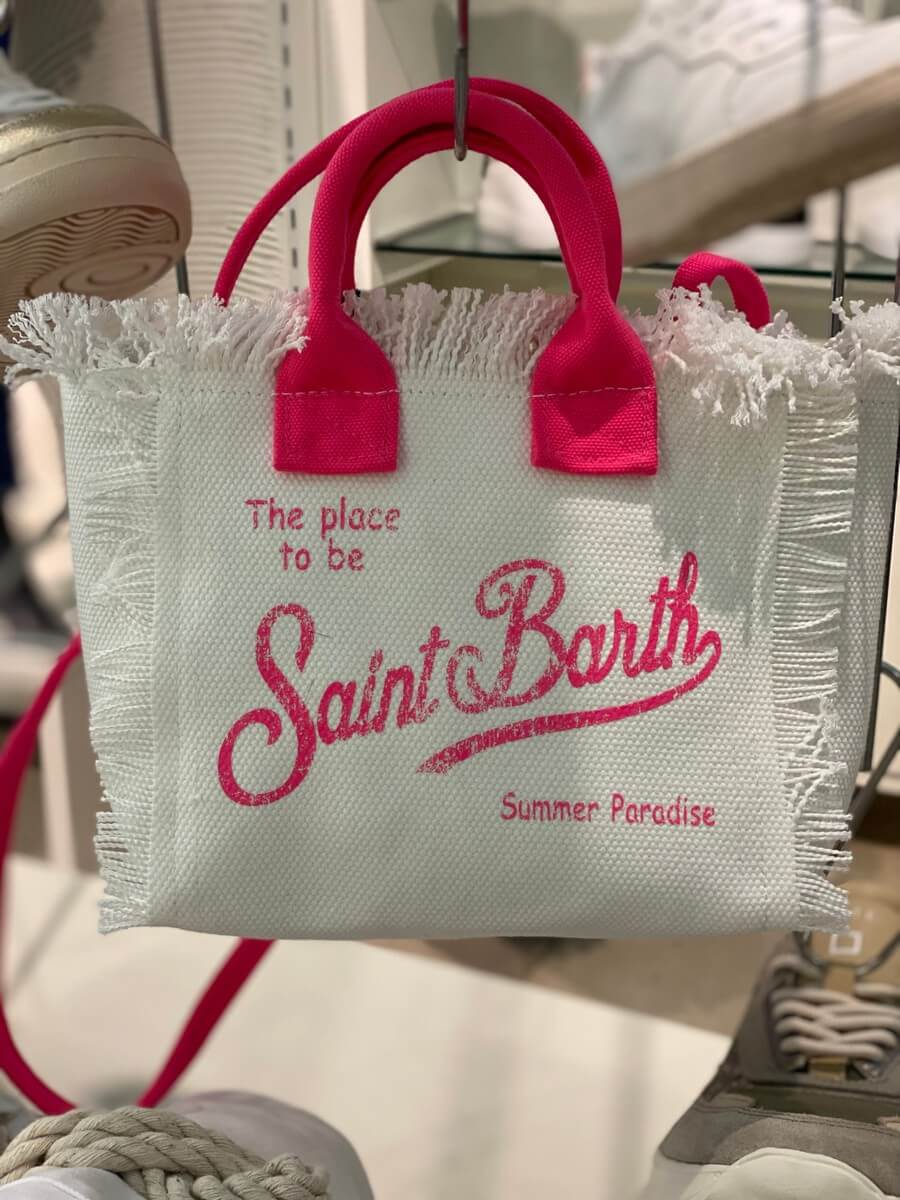 The place
to be
Saint Barth
Summer Paradise